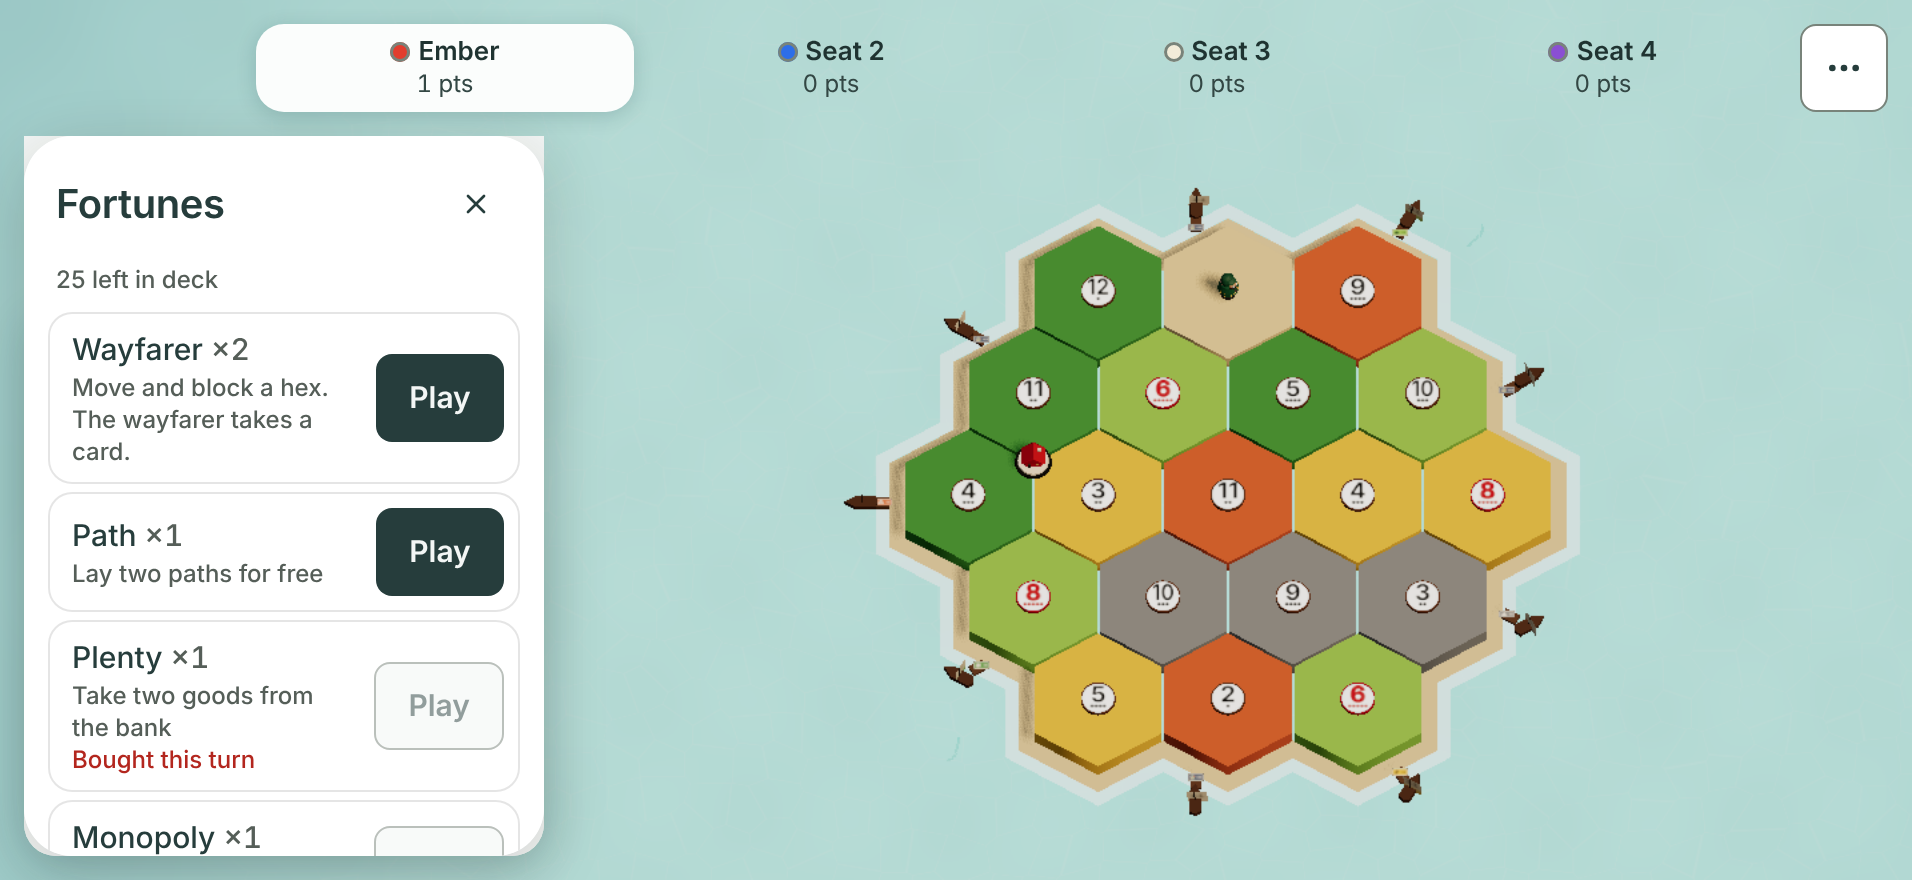 Ember
1 pts
Seat 2
0 pts
Seat 3
0 pts
Seat 4
0 pts
Fortunes
25 left in deck
Wayfarer ×2
Move and block a hex.
The wayfarer takes a
card.
Play
Path ×1
Lay two paths for free
Play
Plenty ×1
Take two goods from
the bank
Bought this turn
Play
Monopoly ×1
12
9
11
6
5
10
4
3
11
4
8
8
10
9
3
5
2
6